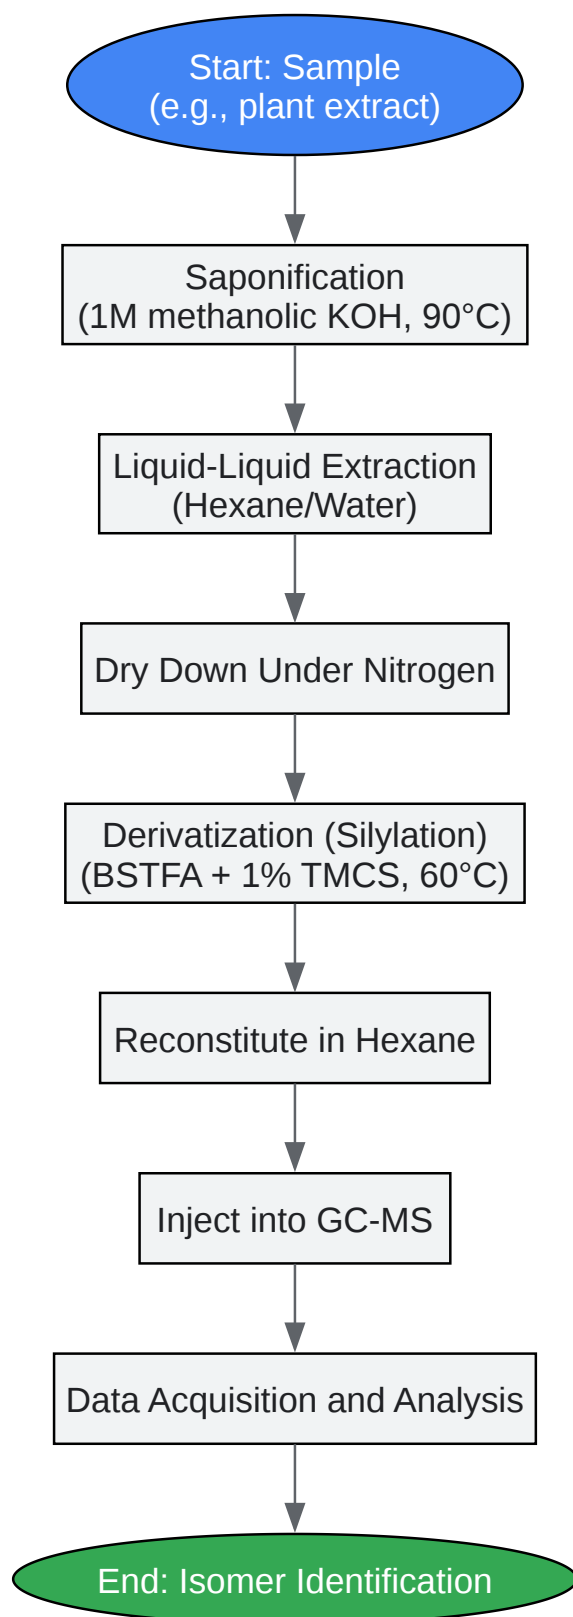 Start: Sample
(e.g., plant extract)
Saponification
(1M methanolic KOH, 90°C)
Liquid-Liquid Extraction
(Hexane/Water)
Dry Down Under Nitrogen
Derivatization (Silylation)
(BSTFA + 1% TMCS, 60°C)
Reconstitute in Hexane
Inject into GC-MS
Data Acquisition and Analysis
End: Isomer Identification